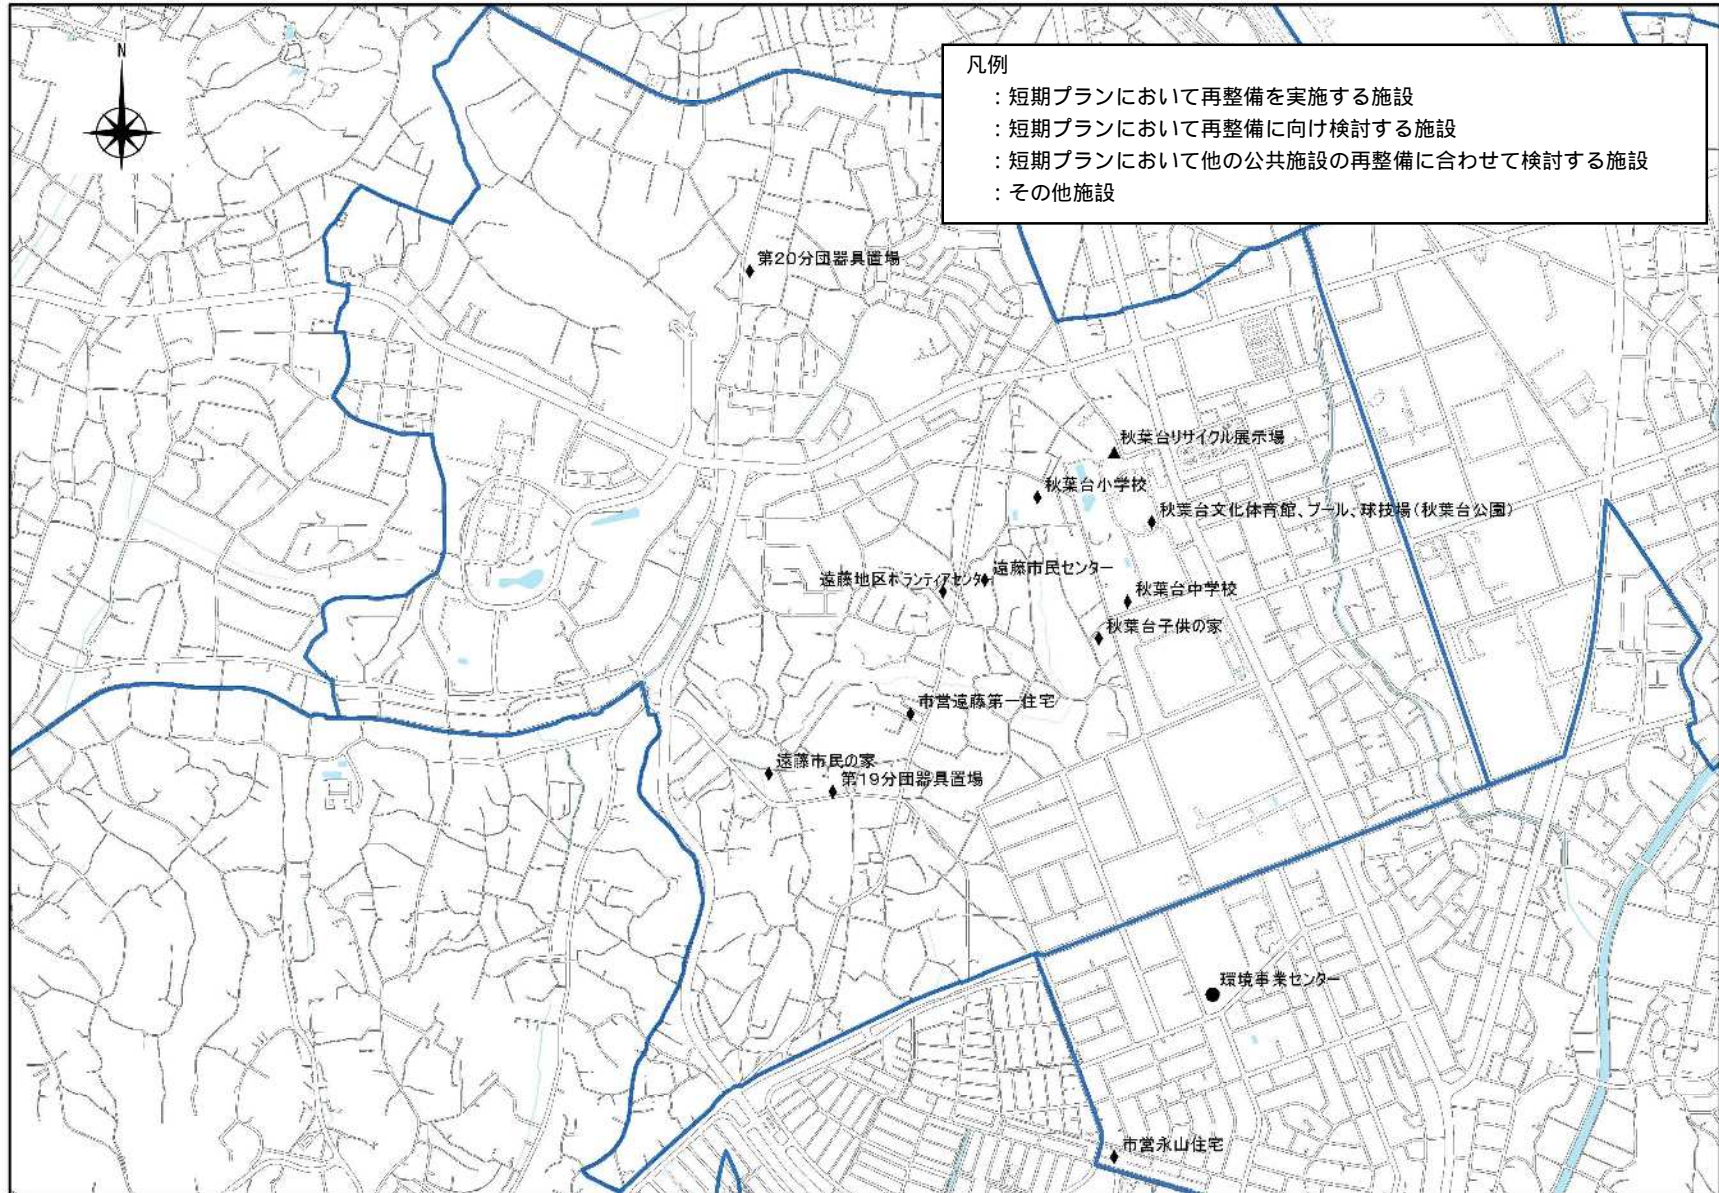 N
凡例
：短期プランにおいて再整備を実施する施設
：短期プランにおいて再整備に向け検討する施設
：短期プランにおいて他の公共施設の再整備に合わせて検討する施設
：その他施設
第20分団器具置場
秋葉台リサイクル展示場
秋葉台小学校
秋葉台文化体育館、プール、球技場（秋葉台公園）
遠藤地区ボランティアセンター
遠藤市民センター
秋葉台中学校
秋葉台子供の家
市営遠藤第一住宅
遠藤市民の家
第19分団器具置場
環境事業センター
市営永山住宅